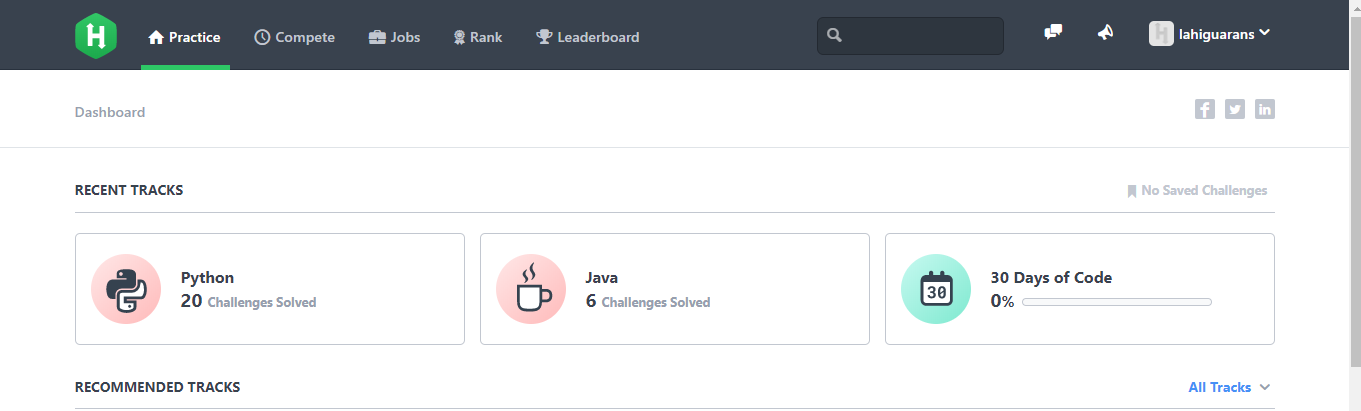 H Practice Compete Jobs Rank Leaderboard lahiguarans
Dashboard
RECENT TRACKS No Saved Challenges
Python Java 30 Days of Code
20 Challenges Solved 6 Challenges Solved 30 0%
RECOMMENDED TRACKS All Tracks